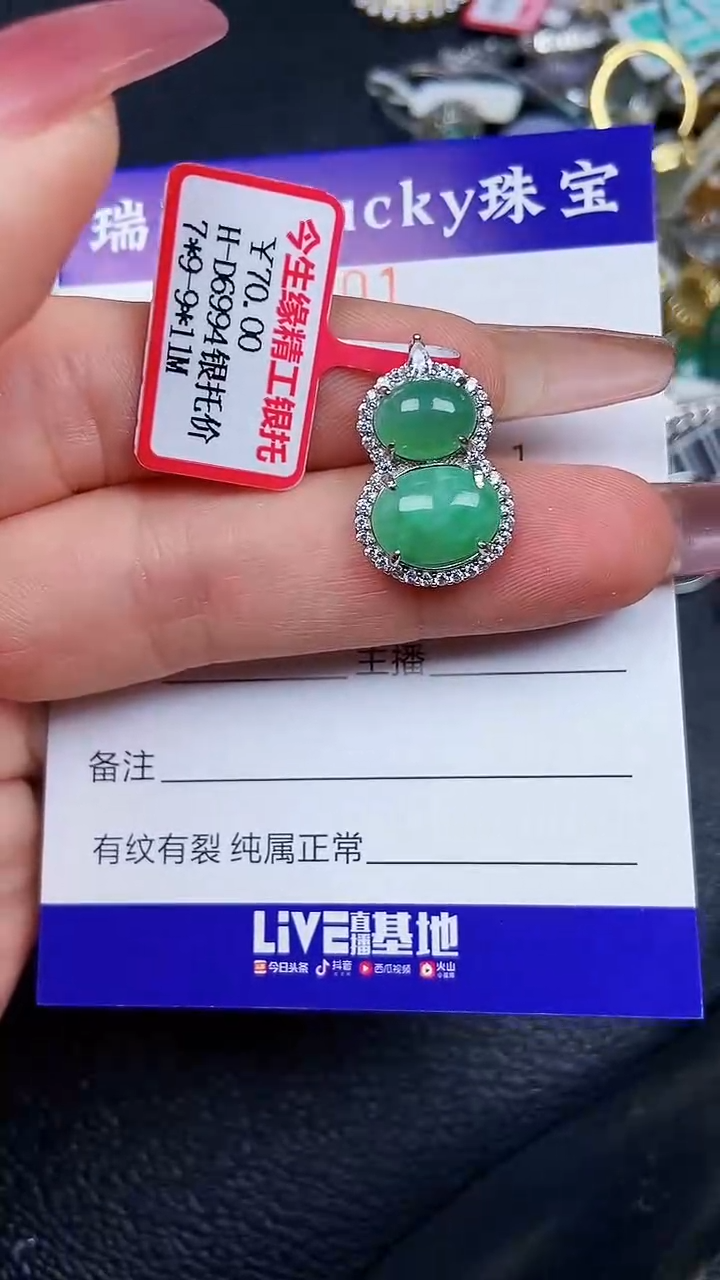 瑞 ucky珠宝
01
今生缘精工银托
￥70.00
H-D6994银托价
7*9-9*11M
1
主播
备注
有纹有裂 纯属正常
LiVE直播基地
今日头条 抖音 西瓜视频 火山